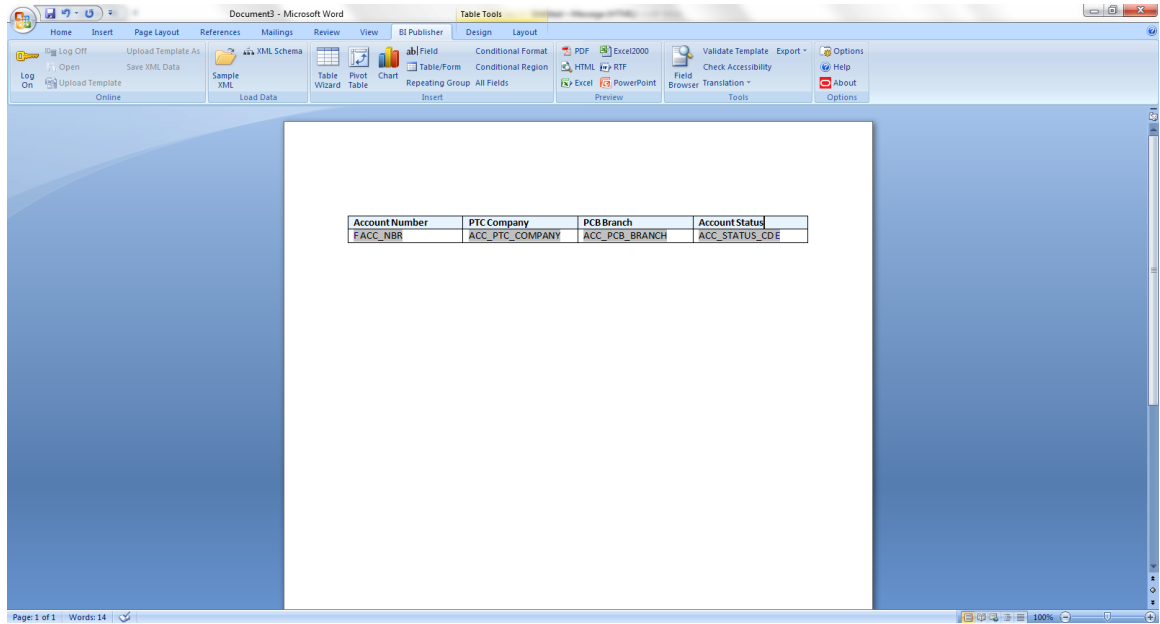 Document3 - Microsoft Word Table Tools
Home Insert Page Layout References Mailings Review View BI Publisher Design Layout
Log Off Upload Template As XML Schema ab Field Conditional Format PDF Excel2000 Validate Template Export Options
Open Save XML Data Table/Form Conditional Region HTML RTF Check Accessibility Help
Log On Upload Template Sample XML Table Wizard Pivot Table Chart Repeating Group All Fields Excel PowerPoint Field Browser Translation About
Online Load Data Insert Preview Tools Options
Account Number PTC Company PCB Branch Account Status
F ACC_NBR ACC_PTC_COMPANY ACC_PCB_BRANCH ACC_STATUS_CDE
Page: 1 of 1 Words: 14 100%